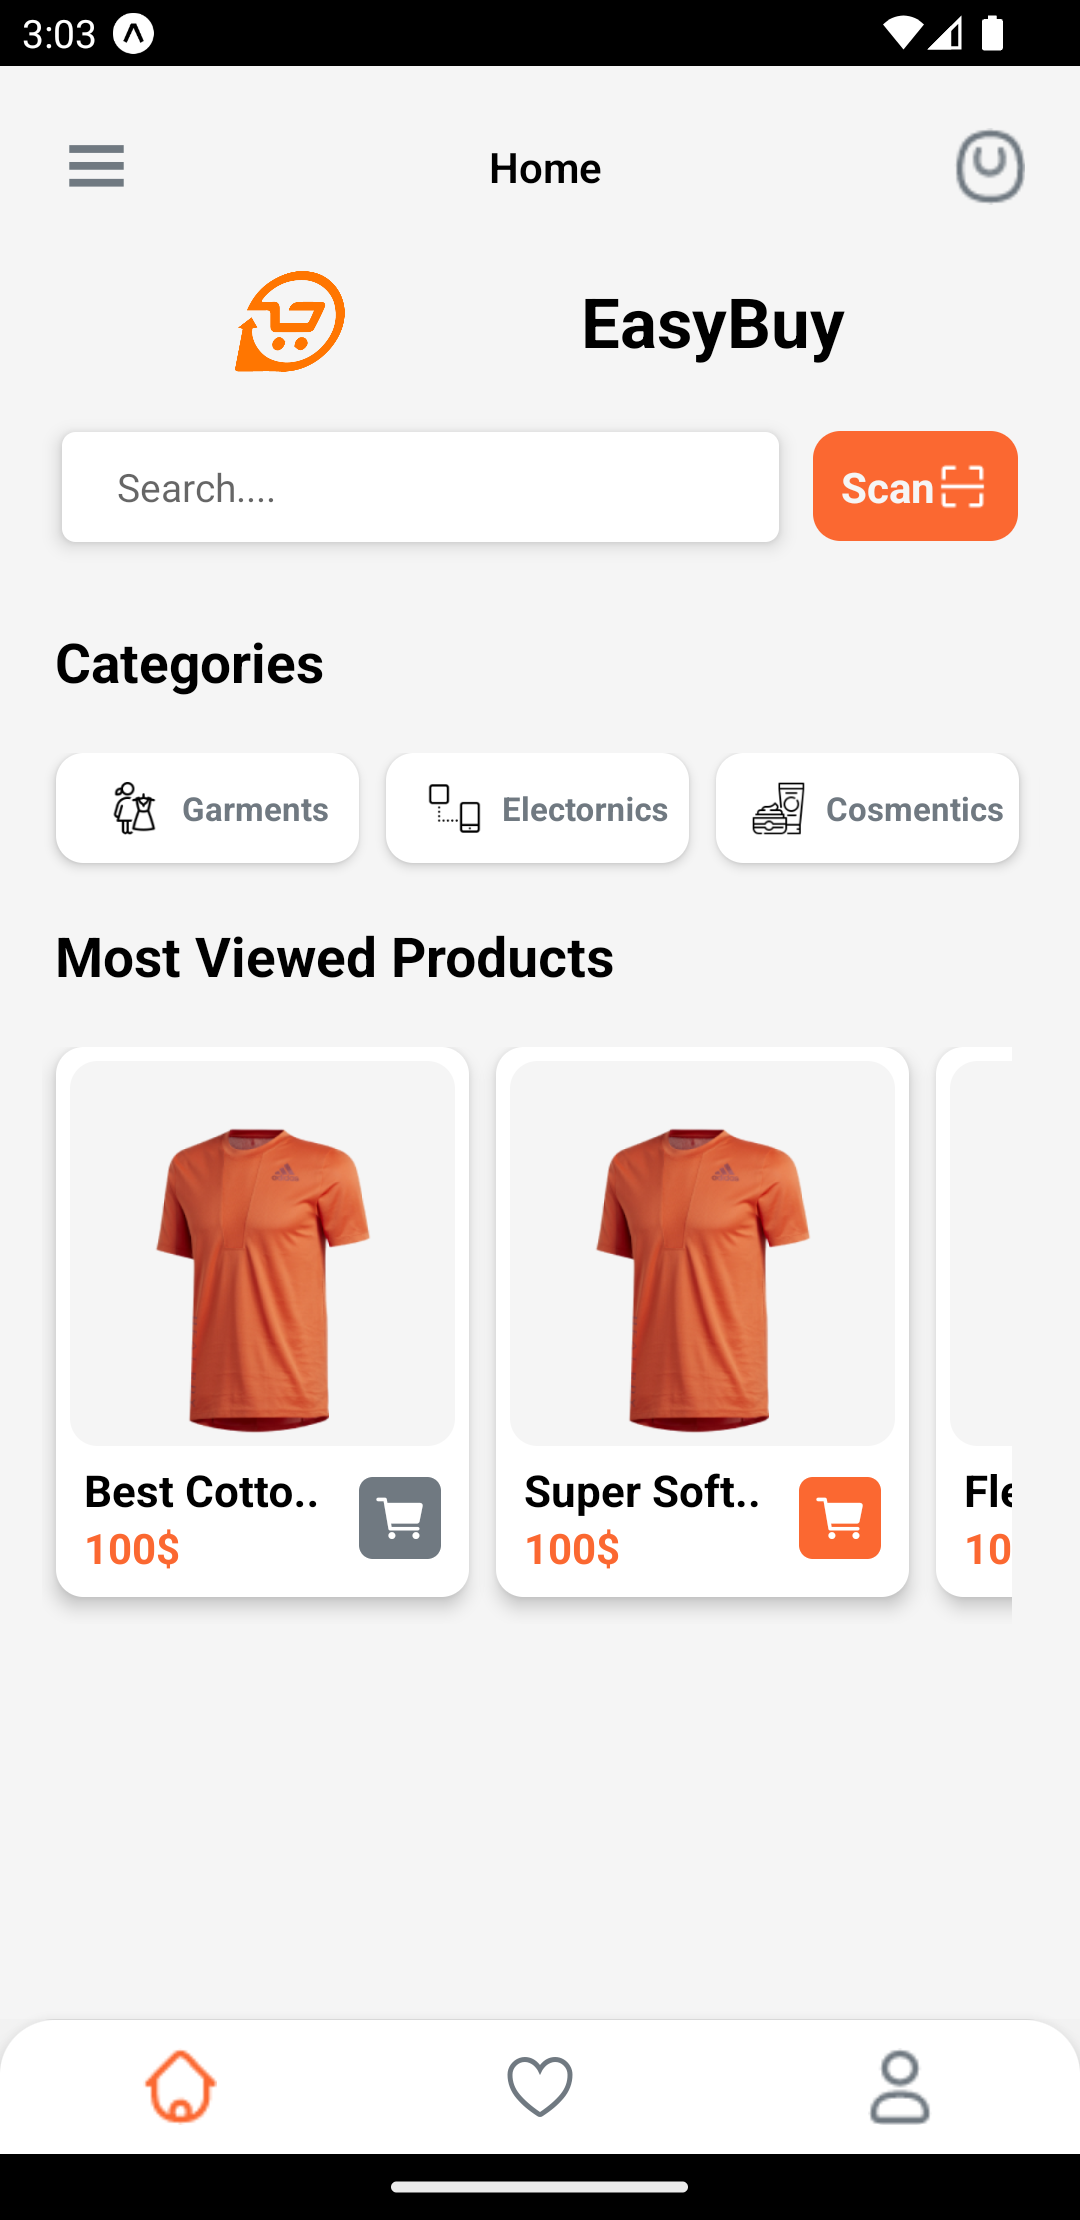 3:03
Home
EasyBuy
Search....
Scan
Categories
Garments
Electornics
Cosmentics
Most Viewed Products
Best Cotto..
100$
Super Soft..
100$
Fle
10